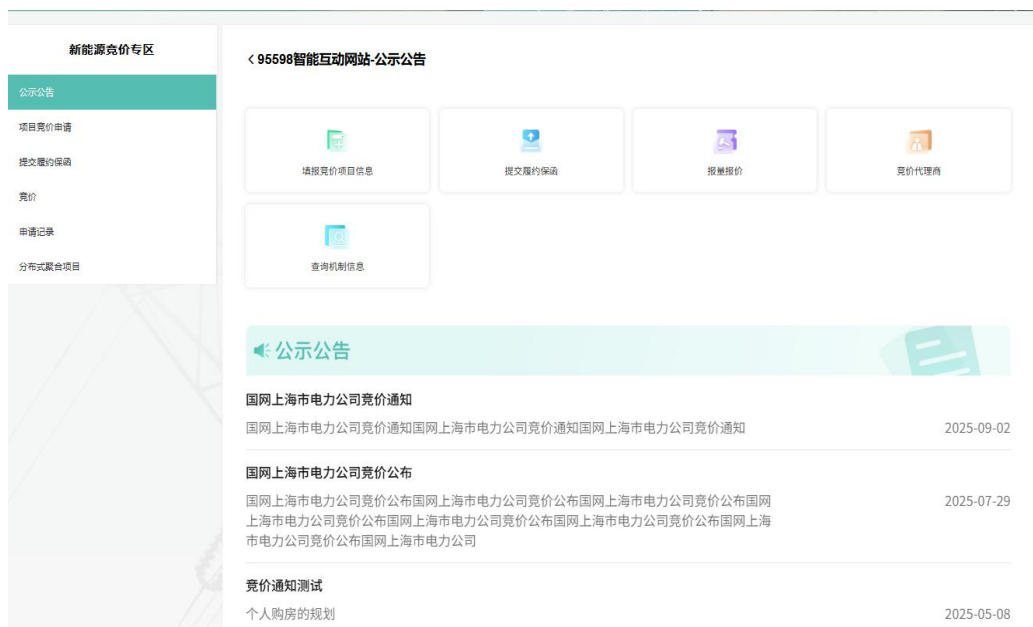 新能源竞价专区
公示公告
项目竞价申请
提交履约保函
竞价
申请记录
分布式聚合项目
<95598智能互动网站-公示公告
填报竞价项目信息
提交履约保函
报量报价
竞价代理商
查询机制信息
公示公告
国网上海市电力公司竞价通知
国网上海市电力公司竞价通知国网上海市电力公司竞价通知国网上海市电力公司竞价通知
2025-09-02
国网上海市电力公司竞价公布
国网上海市电力公司竞价公布国网上海市电力公司竞价公布国网上海市电力公司竞价公布国网
2025-07-29
上海市电力公司竞价公布国网上海市电力公司竞价公布国网上海市电力公司竞价公布国网上海
市电力公司竞价公布国网上海市电力公司
竞价通知测试
个人购房的规划
2025-05-08